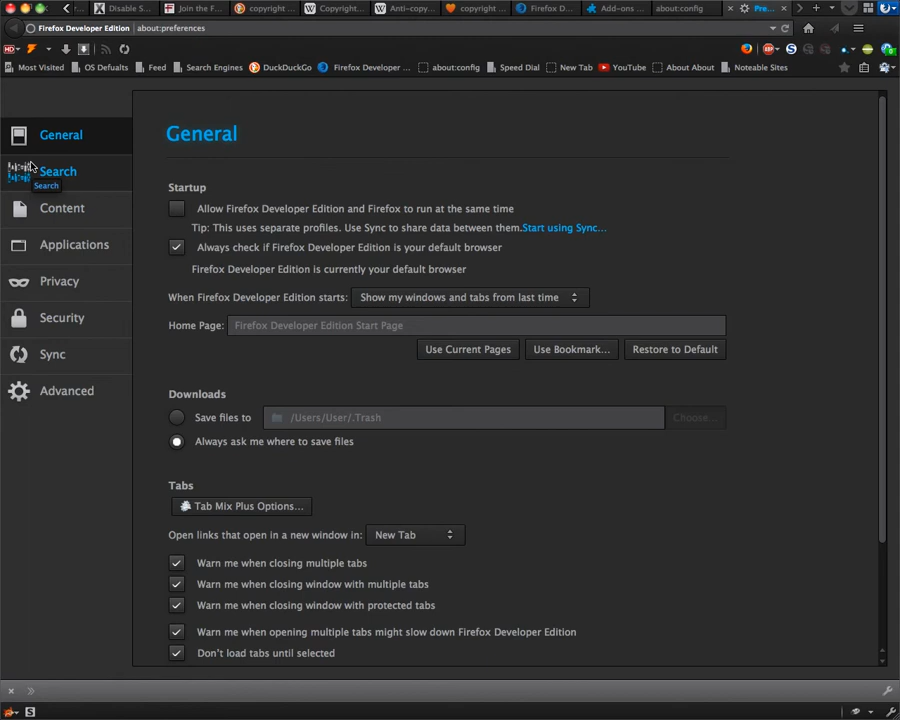 Disable S...
Join the F...
copyright ...
Copyright...
Anti-copy...
copyright ...
Firefox D...
Add-ons ...
about:config
Pre...
Firefox Developer Edition
about:preferences
HD
Most Visited
OS Defuago
Feed
Search Engines
DuckDuckGo
Firefox Developer ...
about:config
Speed Dial
New Tab
YouTube
About About
Noteable Sites
General
Search
Search
Content
Applications
Privacy
Security
Sync
Advanced
General
Startup
Allow Firefox Developer Edition and Firefox to run at the same time
Tip: This uses separate profiles. Use Sync to share data between them. Start using Sync...
Always check if Firefox Developer Edition is your default browser
Firefox Developer Edition is currently your default browser
When Firefox Developer Edition starts: Show my windows and tabs from last time
Home Page: Firefox Developer Edition Start Page
Use Current Pages Use Bookmark... Restore to Default
Downloads
Save files to /Users/User/.Trash Choose...
Always ask me where to save files
Tabs
Tab Mix Plus Options...
Open links that open in a new window in: New Tab
Warn me when closing multiple tabs
Warn me when closing window with multiple tabs
Warn me when closing window with protected tabs
Warn me when opening multiple tabs might slow down Firefox Developer Edition
Don't load tabs until selected